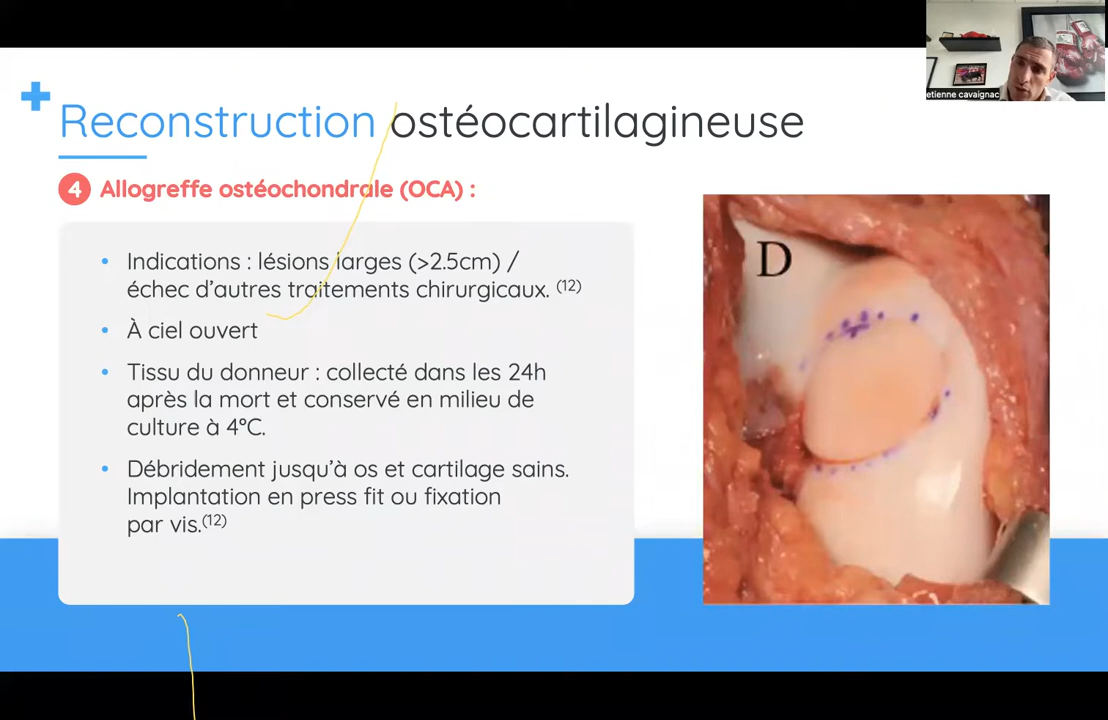 etienne cavaignac
Reconstruction ostéocartilagineuse
4 Allogreffe ostéochondrale (OCA) :
• Indications : lésions larges (>2.5cm) /
échec d'autres traitements chirurgicaux. (12)
• À ciel ouvert
• Tissu du donneur : collecté dans les 24h
après la mort et conservé en milieu de
culture à 4°C.
• Débridement jusqu'à os et cartilage sains.
Implantation en press fit ou fixation
par vis.(12)
D